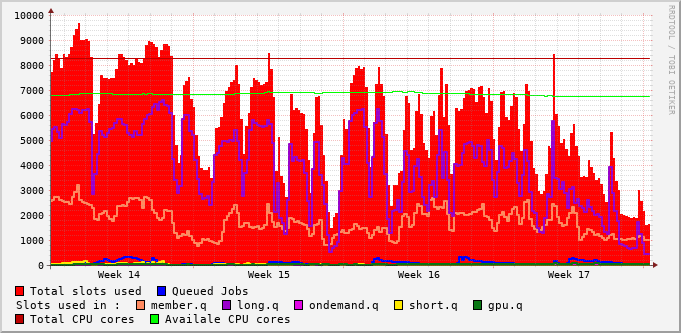 10000
9000
8000
7000
6000
5000
4000
3000
2000
1000
0
Week 14 Week 15 Week 16 Week 17
RRDTOOL / TOBI OETIKER
Total slots used Queued Jobs
Slots used in : member.q long.q ondemand.q short.q gpu.q
Total CPU cores Availale CPU cores